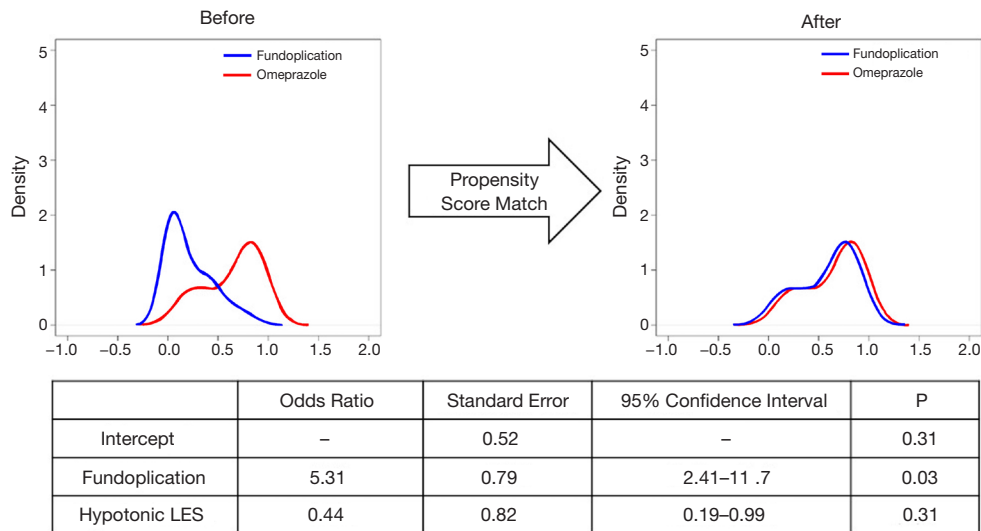 Before
5
4
3
2
1
0
Density
Fundoplication
Omeprazole
−1.0 −0.5 0.0 0.5 1.0 1.5 2.0
Propensity
Score Match
After
5
4
3
2
1
0
Density
Fundoplication
Omeprazole
−1.0 −0.5 0.0 0.5 1.0 1.5 2.0
Odds Ratio Standard Error 95% Confidence Interval P
Intercept – 0.52 – 0.31
Fundoplication 5.31 0.79 2.41–11 .7 0.03
Hypotonic LES 0.44 0.82 0.19–0.99 0.31